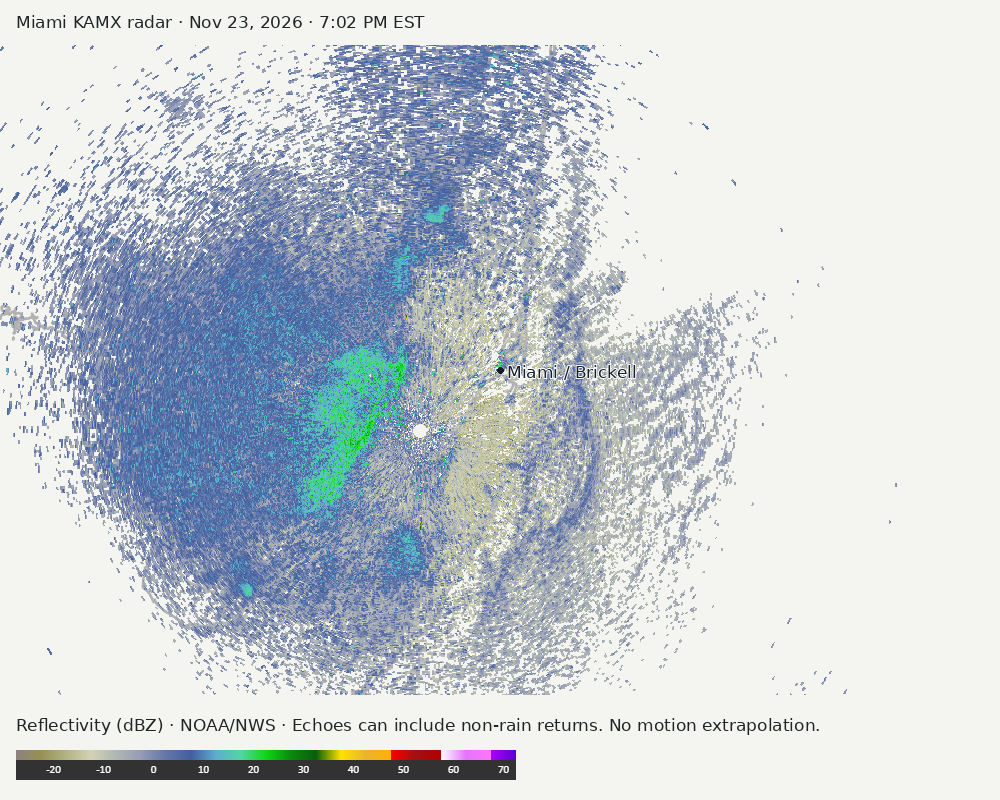 Miami KAMX radar · Nov 23, 2026 · 7:02 PM EST
Miami / Brickell
Reflectivity (dBZ) · NOAA/NWS · Echoes can include non-rain returns. No motion extrapolation.
-20 -10 0 10 20 30 40 50 60 70